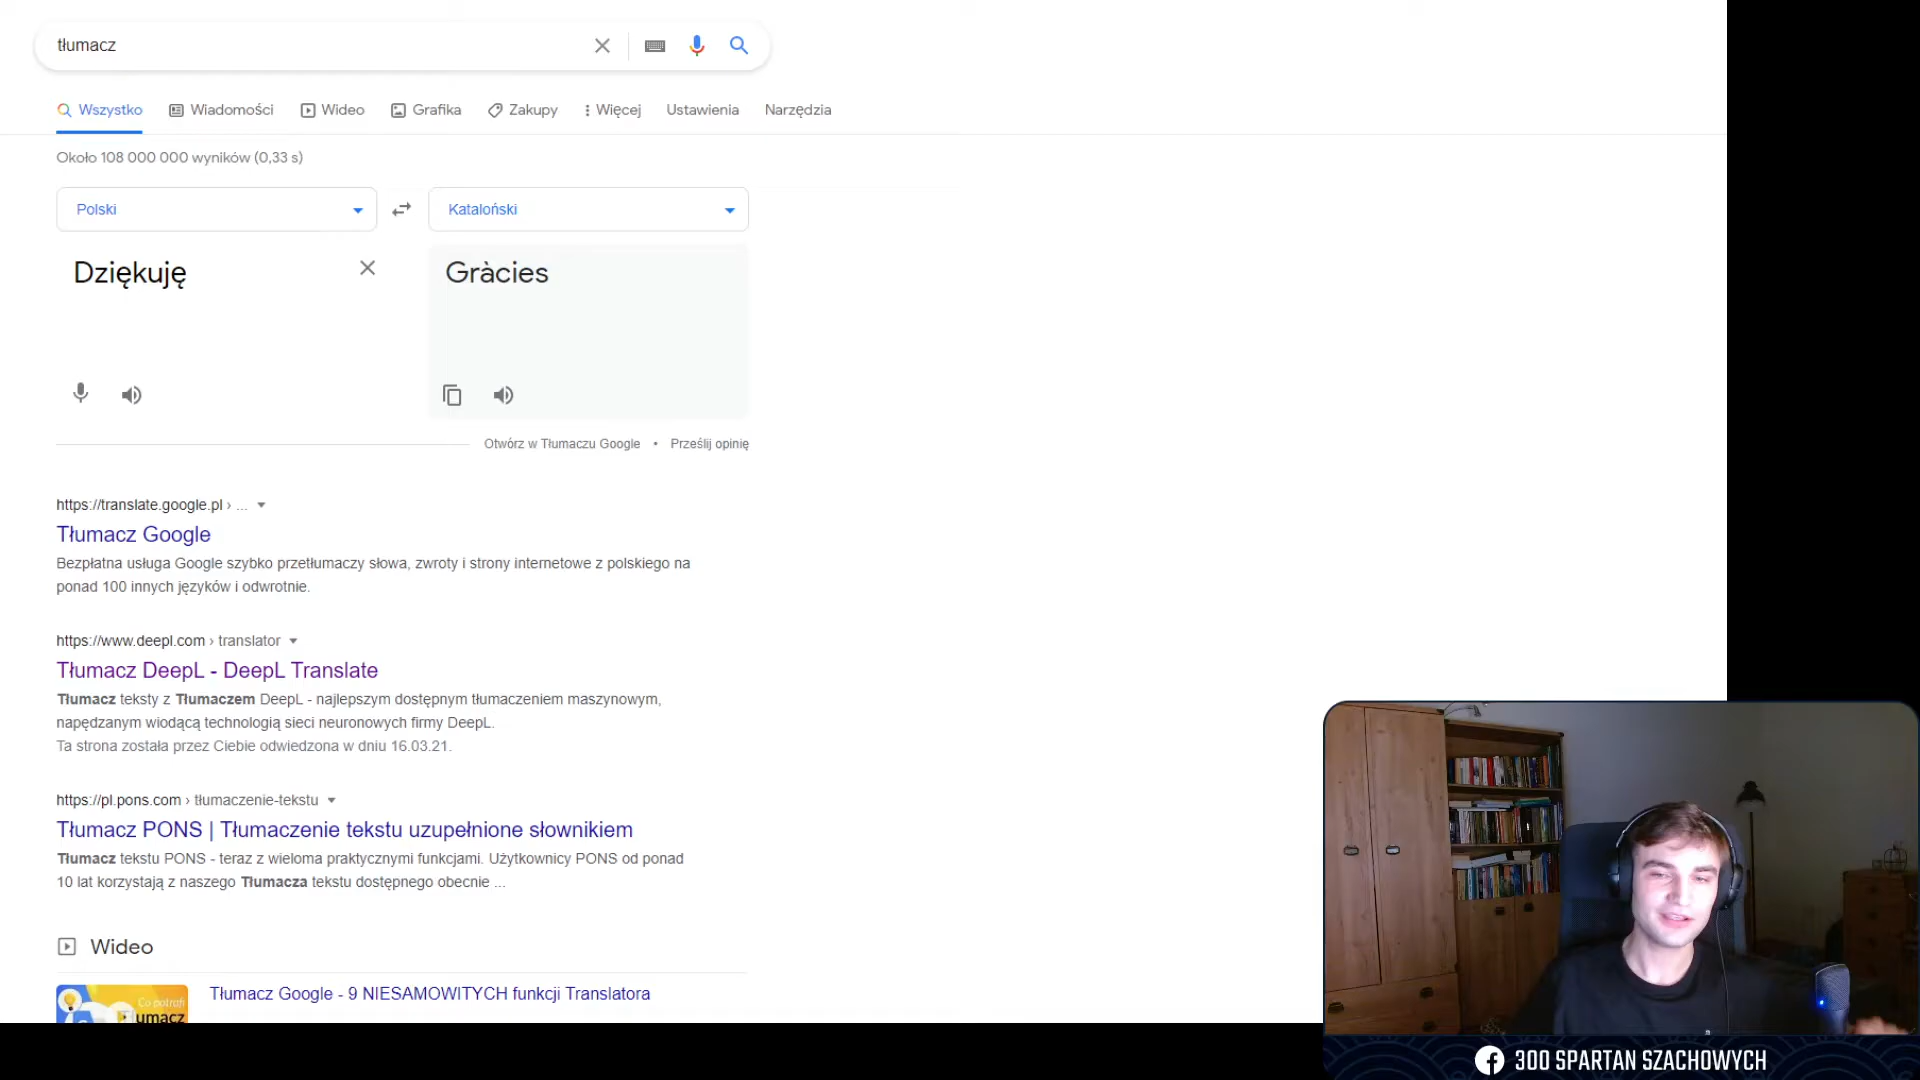 tłumacz
Wszystko Wiadomości Wideo Grafika Zakupy Więcej Ustawienia Narzędzia
Około 108 000 000 wyników (0,33 s)
Polski Kataloński
Dziękuję Gràcies
Otwórz w Tłumaczu Google • Prześlij opinię
https://translate.google.pl › ...
Tłumacz Google
Bezpłatna usługa Google szybko przetłumaczy słowa, zwroty i strony internetowe z polskiego na
ponad 100 innych języków i odwrotnie.
https://www.deepl.com › translator
Tłumacz DeepL - DeepL Translate
Tłumacz teksty z Tłumaczem DeepL - najlepszym dostępnym tłumaczeniem maszynowym,
napędzanym wiodącą technologią sieci neuronowych firmy DeepL.
Ta strona została przez Ciebie odwiedzona w dniu 16.03.21.
https://pl.pons.com › tłumaczenie-tekstu
Tłumacz PONS | Tłumaczenie tekstu uzupełnione słownikiem
Tłumacz tekstu PONS - teraz z wieloma praktycznymi funkcjami. Użytkownicy PONS od ponad
10 lat korzystają z naszego Tłumacza tekstu dostępnego obecnie ...
Wideo
Tłumacz Google - 9 NIESAMOWITYCH funkcji Translatora
Co potrafi
umacz
300 SPARTAN SZACHOWYCH